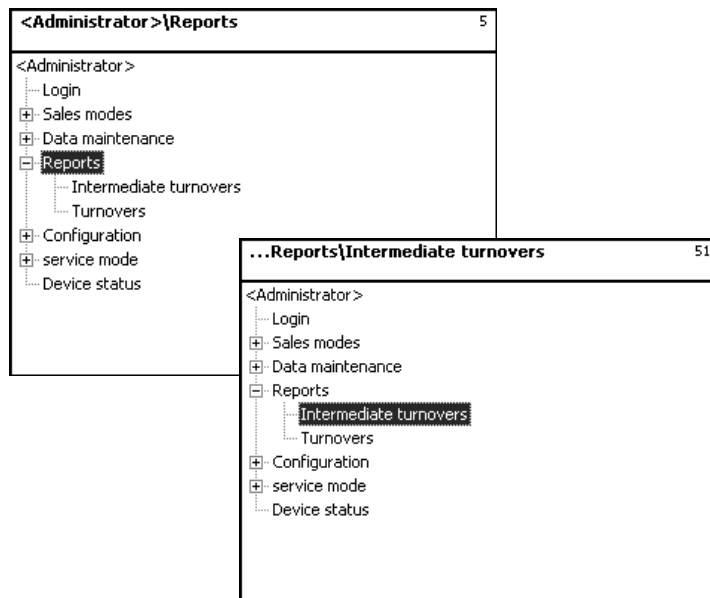 <Administrator>\Reports 5
<Administrator>
Login
Sales modes
Data maintenance
Reports
Intermediate turnovers
Turnovers
Configuration
service mode
Device status
...Reports\Intermediate turnovers 51
<Administrator>
Login
Sales modes
Data maintenance
Reports
Intermediate turnovers
Turnovers
Configuration
service mode
Device status